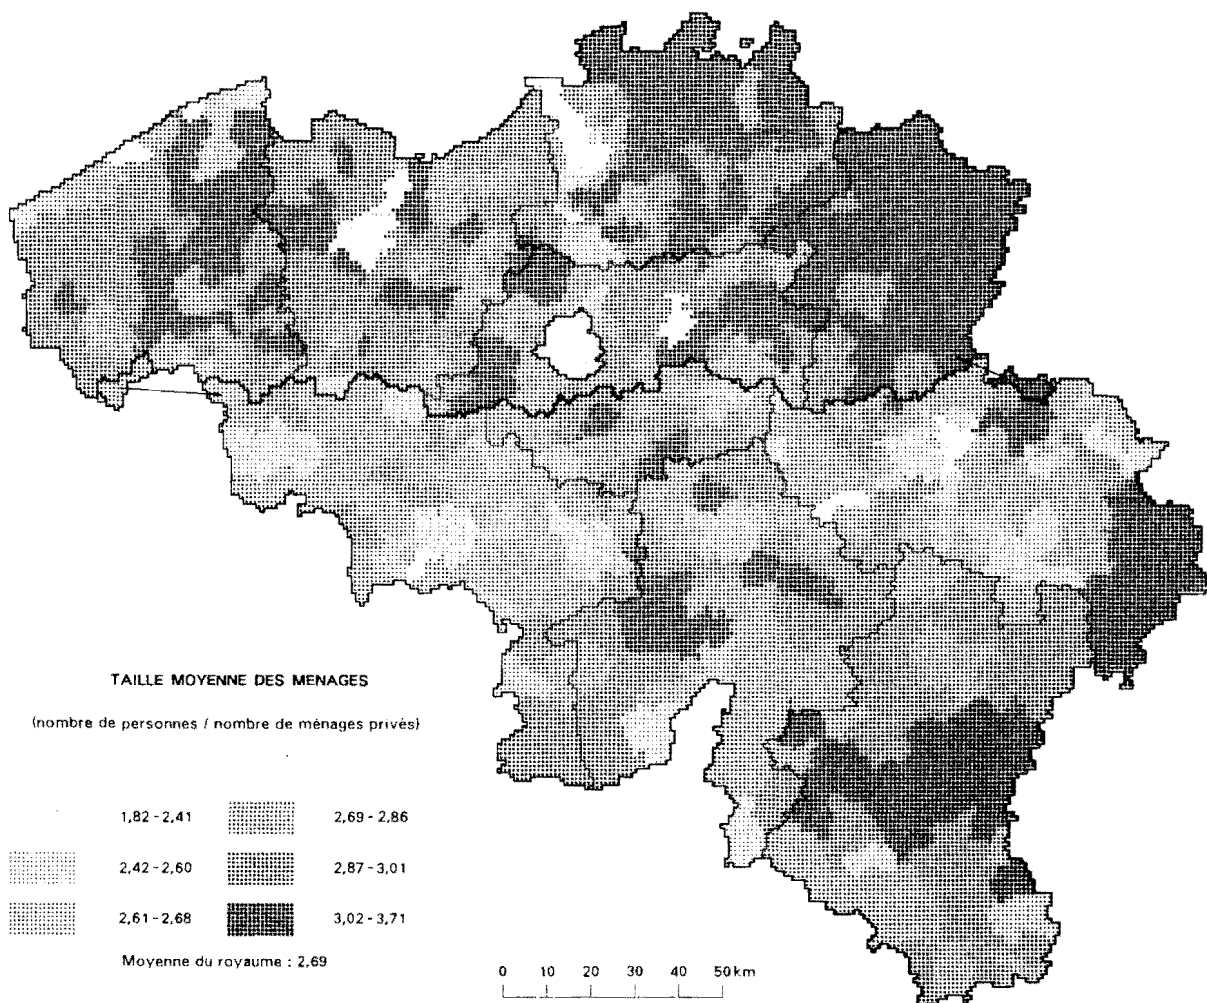 TAILLE MOYENNE DES MENAGES
(nombre de personnes / nombre de ménages privés)
1,82 - 2,41
2,69 - 2,86
2,42 - 2,60
2,87 - 3,01
2,61 - 2,68
3,02 - 3,71
Moyenne du royaume : 2,69
0 10 20 30 40 50 km